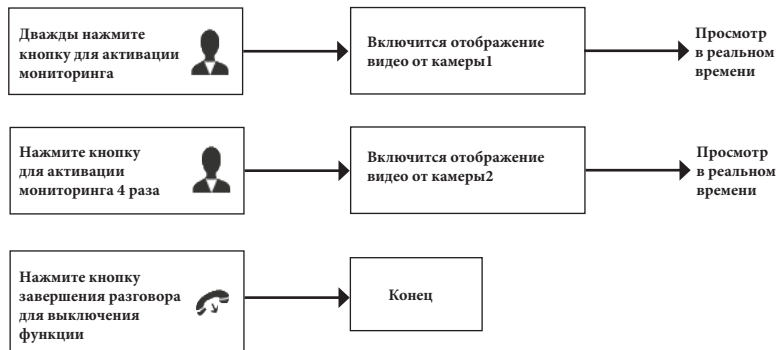 Дважды нажмите
кнопку для активации
мониторинга
Включится отображение
видео от камеры1
Просмотр
в реальном
времени
Нажмите кнопку
для активации
мониторинга 4 раза
Включится отображение
видео от камеры2
Просмотр
в реальном
времени
Нажмите кнопку
завершения разговора
для выключения
функции
Конец